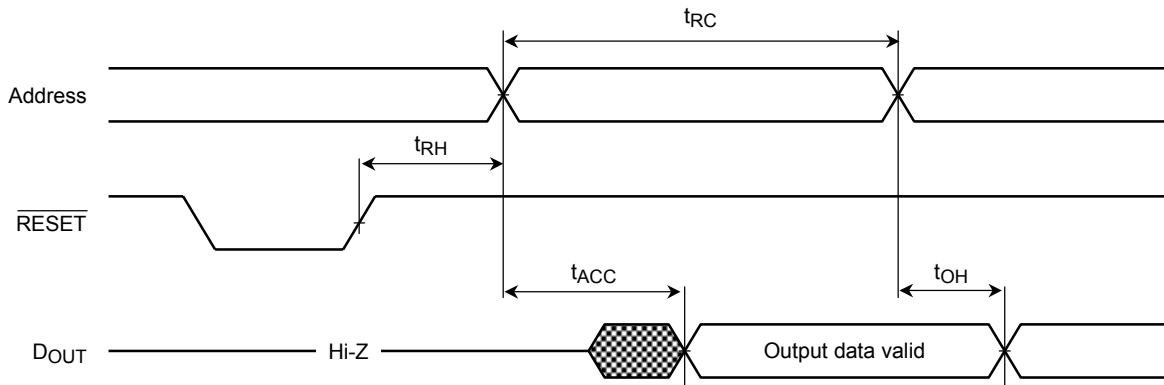 tRC
Address
tRH
RESET
tACC
tOH
DOUT
Hi-Z
Output data valid